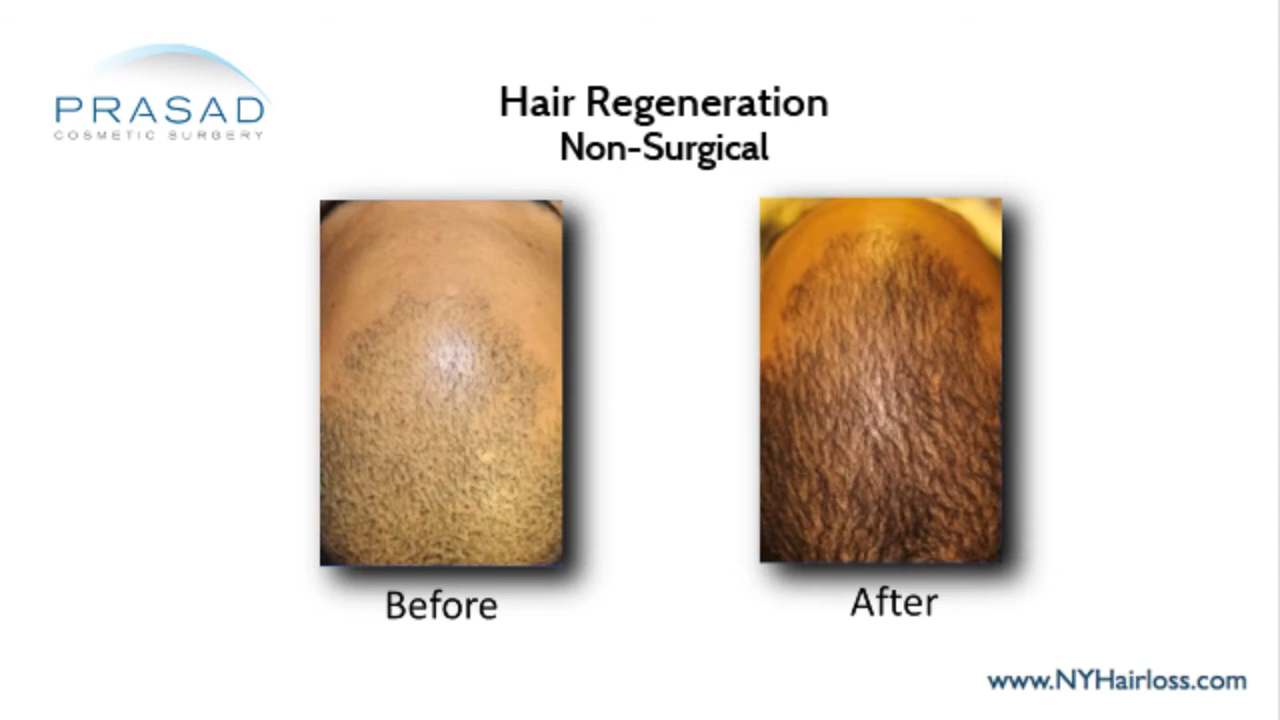 PRASAD
COSMETIC SURGERY
Hair Regeneration
Non-Surgical
Before
After
www.NYHairloss.com